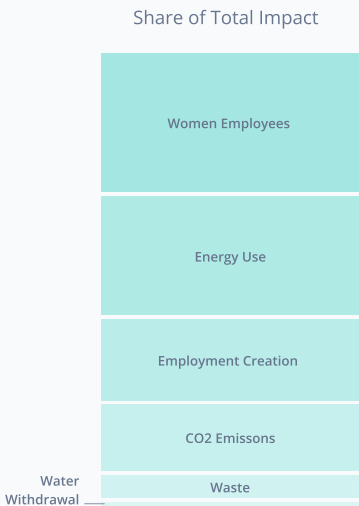 Share of Total Impact
Women Employees
Energy Use
Employment Creation
CO2 Emissons
Waste
Water
Withdrawal